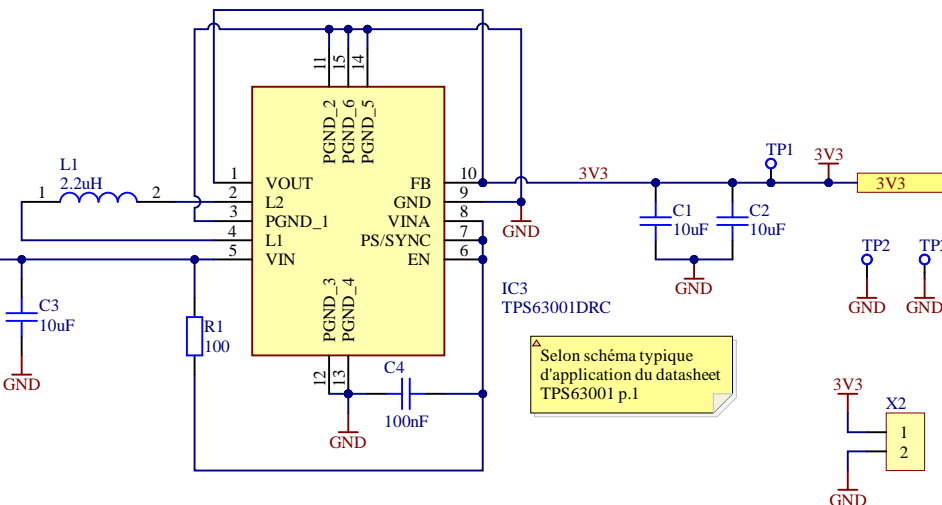 11
15
14
PGND_2
PGND_6
PGND_5
L1
2.2uH
1
2
1
VOUT
2
L2
3
PGND_1
4
L1
5
VIN
10
FB
9
GND
8
VINA
7
PS/SYNC
6
EN
PGND_3
PGND_4
12
13
GND
3V3
TP1
3V3
3V3
GND
C1
10uF
C2
10uF
GND
TP2
GND
GND
C3
10uF
GND
R1
100
IC3
TPS63001DRC
C4
100nF
Selon schéma typique
d'application du datasheet
TPS63001 p.1
3V3
X2
1
2
GND